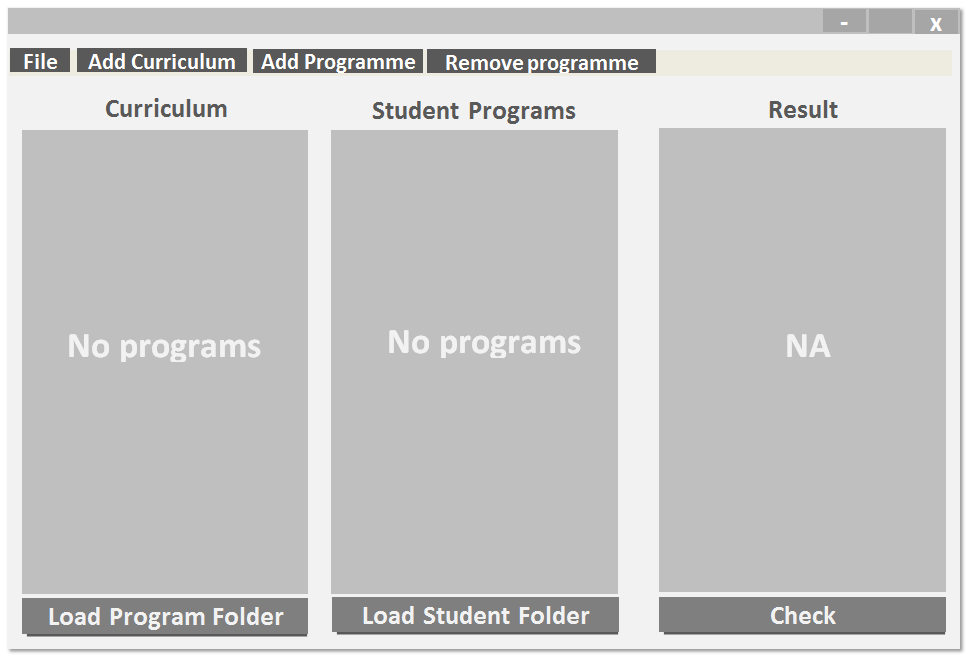 - x
File Add Curriculum Add Programme Remove programme
Curriculum Student Programs Result
No programs No programs NA
Load Program Folder Load Student Folder Check